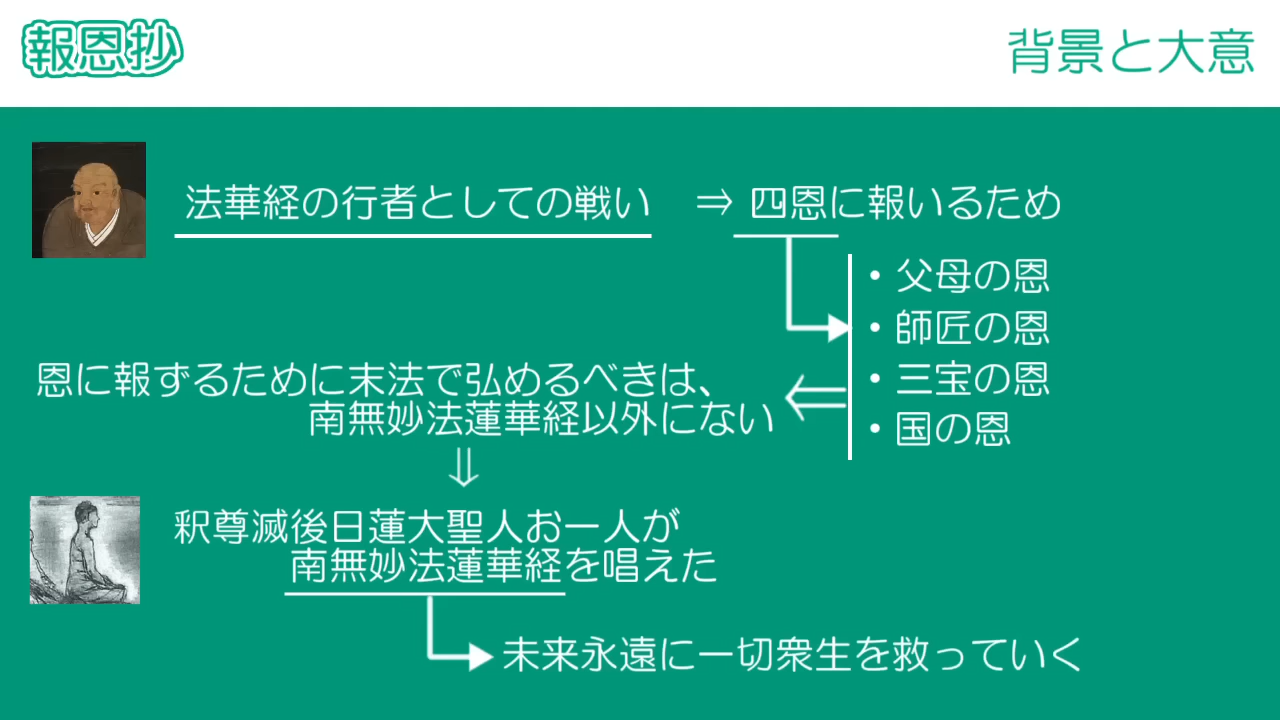 報恩抄
背景と大意
法華経の行者としての戦い ⇒ 四恩に報いるため
・父母の恩
・師匠の恩
・三宝の恩
・国の恩
恩に報ずるために末法で弘めるべきは、
南無妙法蓮華経以外にない
釈尊滅後日蓮大聖人お一人が
南無妙法蓮華経を唱えた
未来永遠に一切衆生を救っていく